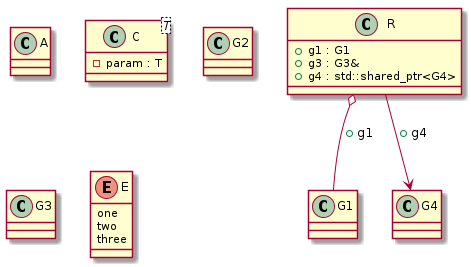 C A
C C T
param : T
C G2
C R
g1 : G1
g3 : G3&
g4 : std::shared_ptr<G4>
g1
g4
C G3
E E
one
two
three
C G1
C G4